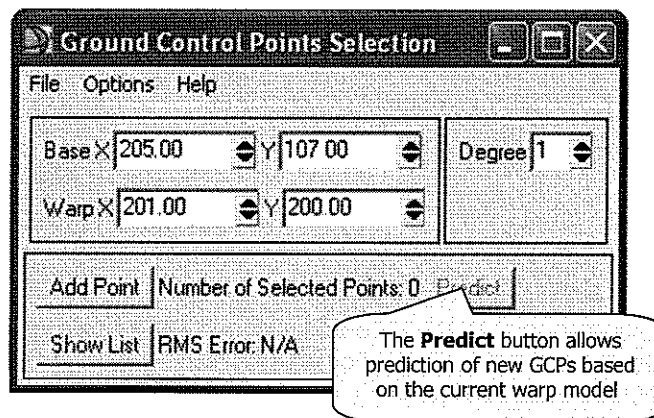 Ground Control Points Selection
File Options Help
Base X 205.00 Y 107.00 Degree 1
Warp X 201.00 Y 200.00
Add Point Number of Selected Points: 0 Predict
Show List RMS Error: N/A
The Predict button allows
prediction of new GCPs based
on the current warp model